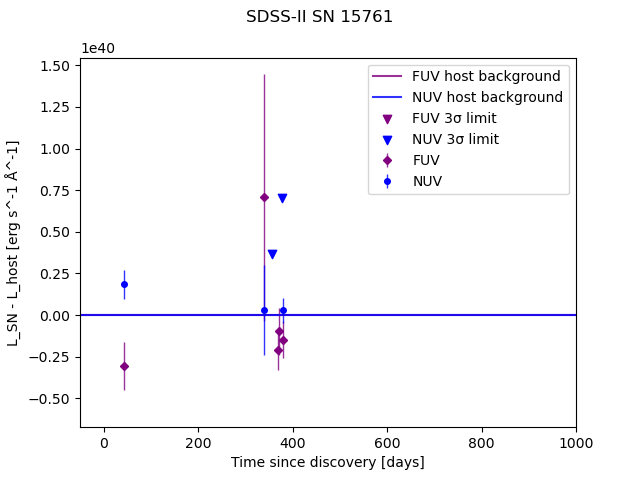 SDSS-II SN 15761
1e40
1.50
1.25
1.00
0.75
0.50
0.25
0.00
−0.25
−0.50
L_SN - L_host [erg s^-1 Å^-1]
FUV host background
NUV host background
FUV 3σ limit
NUV 3σ limit
FUV
NUV
0 200 400 600 800 1000
Time since discovery [days]